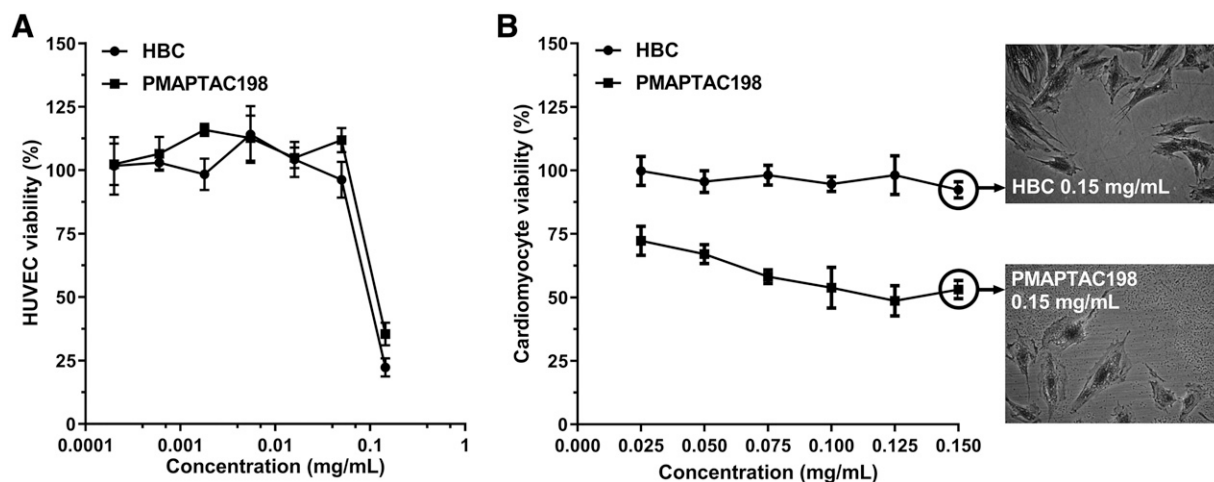 A
HBC
PMAPTAC198
HUVEC viability (%)
150
125
100
75
50
25
0
0.0001
0.001
0.01
0.1
1
Concentration (mg/mL)
B
HBC
PMAPTAC198
Cardiomyocyte viability (%)
150
125
100
75
50
25
0
0.000
0.025
0.050
0.075
0.100
0.125
0.150
Concentration (mg/mL)
HBC 0.15 mg/mL
PMAPTAC198
0.15 mg/mL